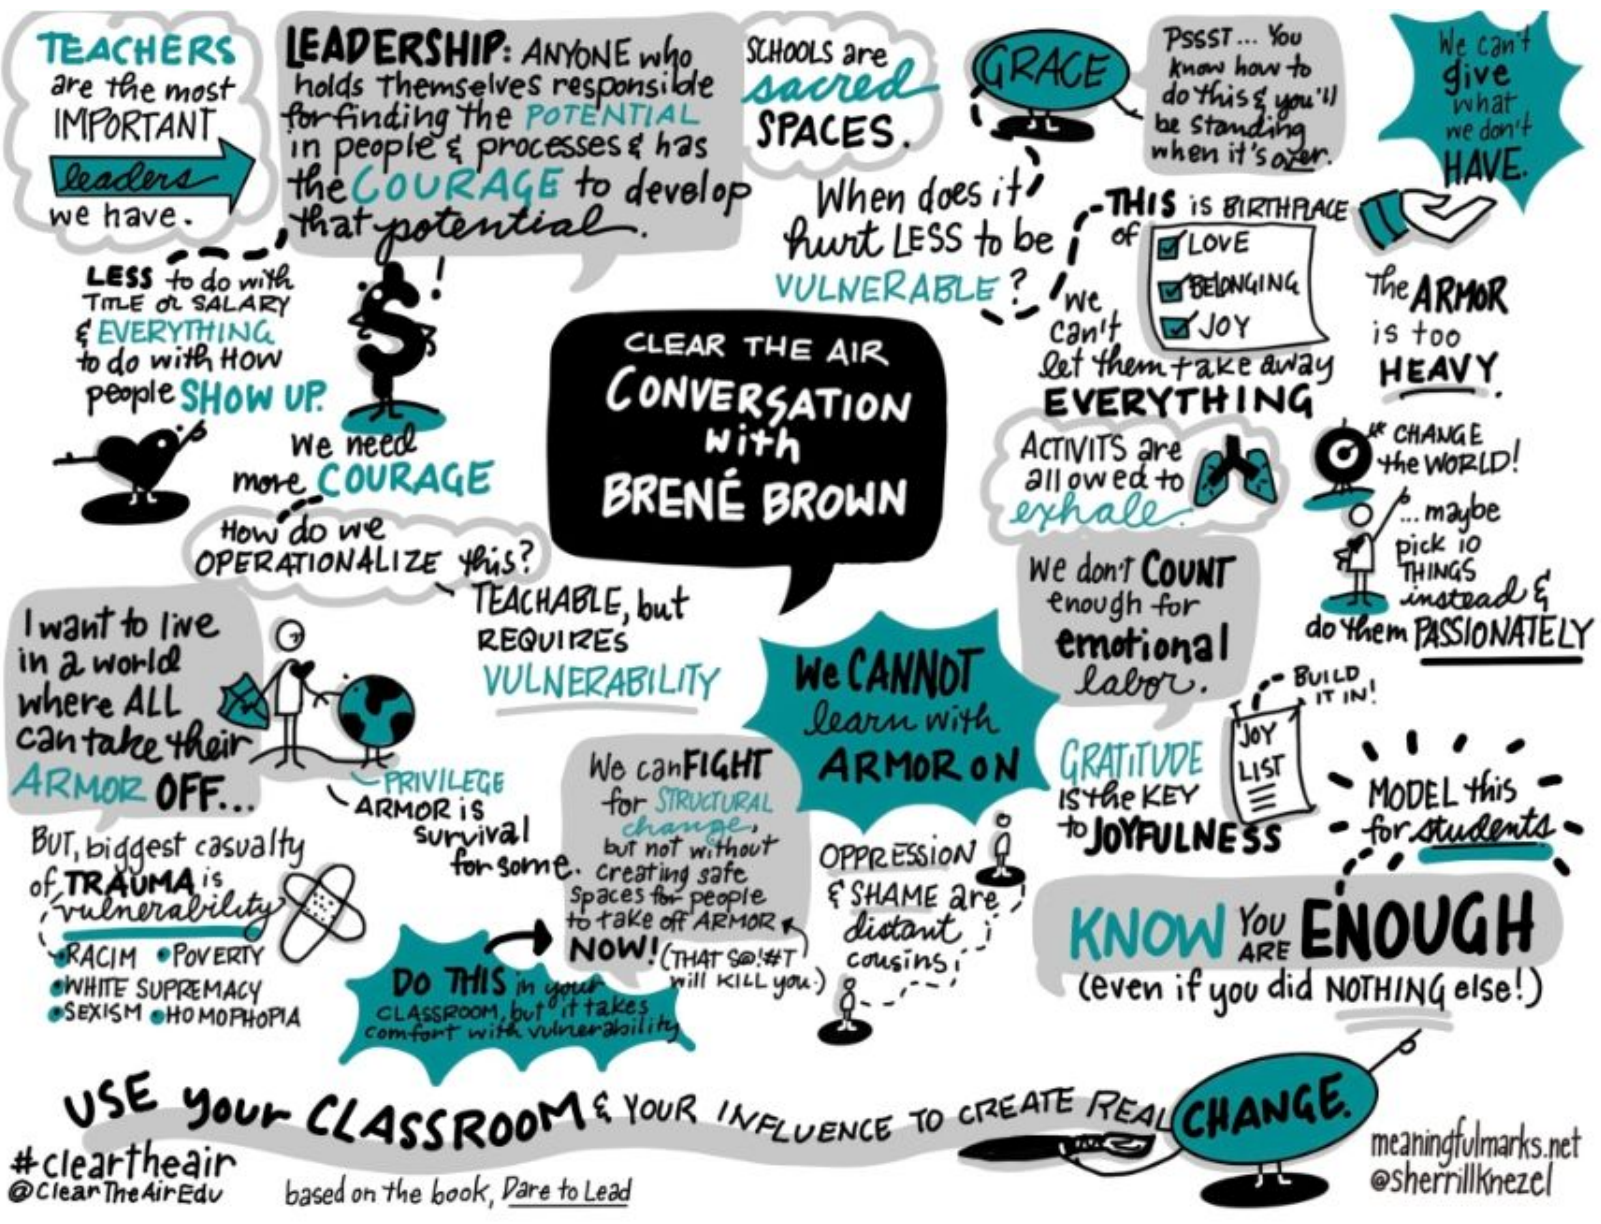 TEACHERS
are the most
IMPORTANT
leaders
we have.
LEADERSHIP: ANYONE who
holds themselves responsible
for finding the POTENTIAL
in people & processes & has
the COURAGE to develop
that potential.
SCHOOLS are
sacred
SPACES.
GRACE
PSSST... You
know how to
do this & you'll
be standing
when it's over.
We can't
give
what
we don't
HAVE.
LESS to do with
TITLE or SALARY
& EVERYTHING
to do with HOW
people SHOW UP.
$!
When does it
hurt LESS to be
VULNERABLE?
THIS is BIRTHPLACE
of
LOVE
BELONGING
JOY
We
can't
let them take away
EVERYTHING
The ARMOR
is too
HEAVY.
CLEAR THE AIR
CONVERSATION
with
BRENÉ BROWN
We need
more COURAGE
How do we
OPERATIONALIZE this?
TEACHABLE, but
REQUIRES
VULNERABILITY
ACTIVITS are
allowed to
exhale.
CHANGE
the WORLD!
... maybe
pick 10
THINGS
instead &
do them PASSIONATELY
I want to live
in a world
where ALL
can take their
ARMOR OFF...
PRIVILEGE
ARMOR is
survival
for some.
BUT, biggest casualty
of TRAUMA is
vulnerability
•RACIM •POVERTY
•WHITE SUPREMACY
•SEXISM •HOMOPHOPIA
We can FIGHT
for STRUCTURAL
change,
but not without
creating safe
spaces for people
to take off ARMOR
NOW! (THAT S@!#T
will KILL you.)
DO THIS in your
CLASSROOM, but it takes
comfort with vulnerability
We CANNOT
learn with
ARMOR ON
OPPRESSION
& SHAME are
distant
cousins.
We don't COUNT
enough for
emotional
labor.
BUILD
IT IN!
JOY
LIST
GRATITUDE
IS the KEY
to JOYFULNESS
MODEL this
for students
KNOW YOU ARE ENOUGH
(even if you did NOTHING else!)
USE your CLASSROOM & YOUR INFLUENCE TO CREATE REAL CHANGE.
#cleartheair
@ClearTheAirEdu
based on the book, Dare to Lead
meaningfulmarks.net
@sherrillknezel